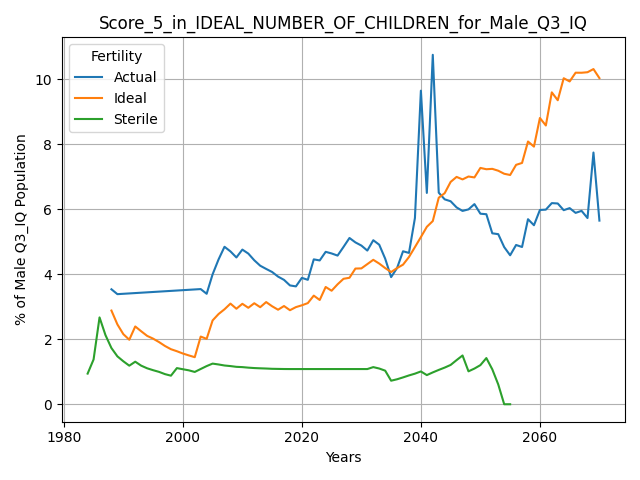 Score_5_in_IDEAL_NUMBER_OF_CHILDREN_for_Male_Q3_IQ
Fertility
Actual
Ideal
Sterile
% of Male Q3_IQ Population
10
8
6
4
2
0
1980 2000 2020 2040 2060
Years